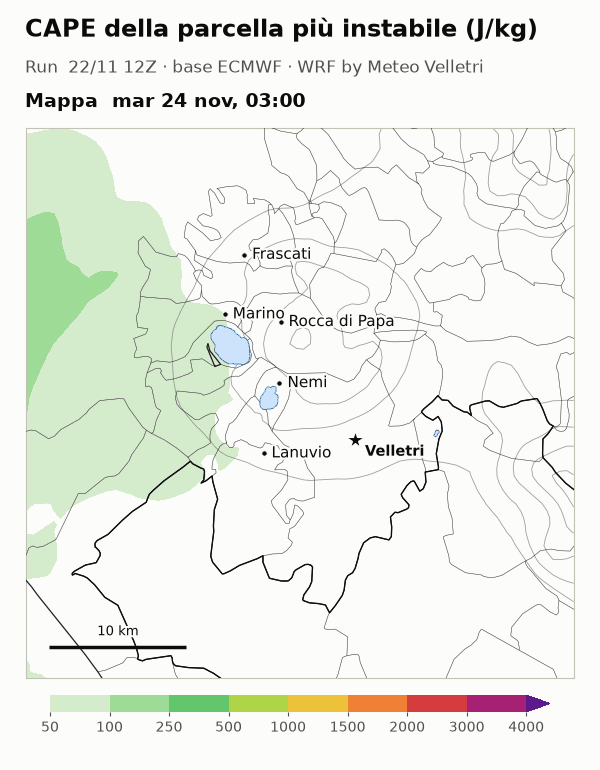 CAPE della parcella più instabile (J/kg)
Run  22/11 12Z · base ECMWF · WRF by Meteo Velletri
Mappa  mar 24 nov, 03:00
Frascati
Marino
Rocca di Papa
Nemi
Velletri
Lanuvio
10 km
50 100 250 500 1000 1500 2000 3000 4000